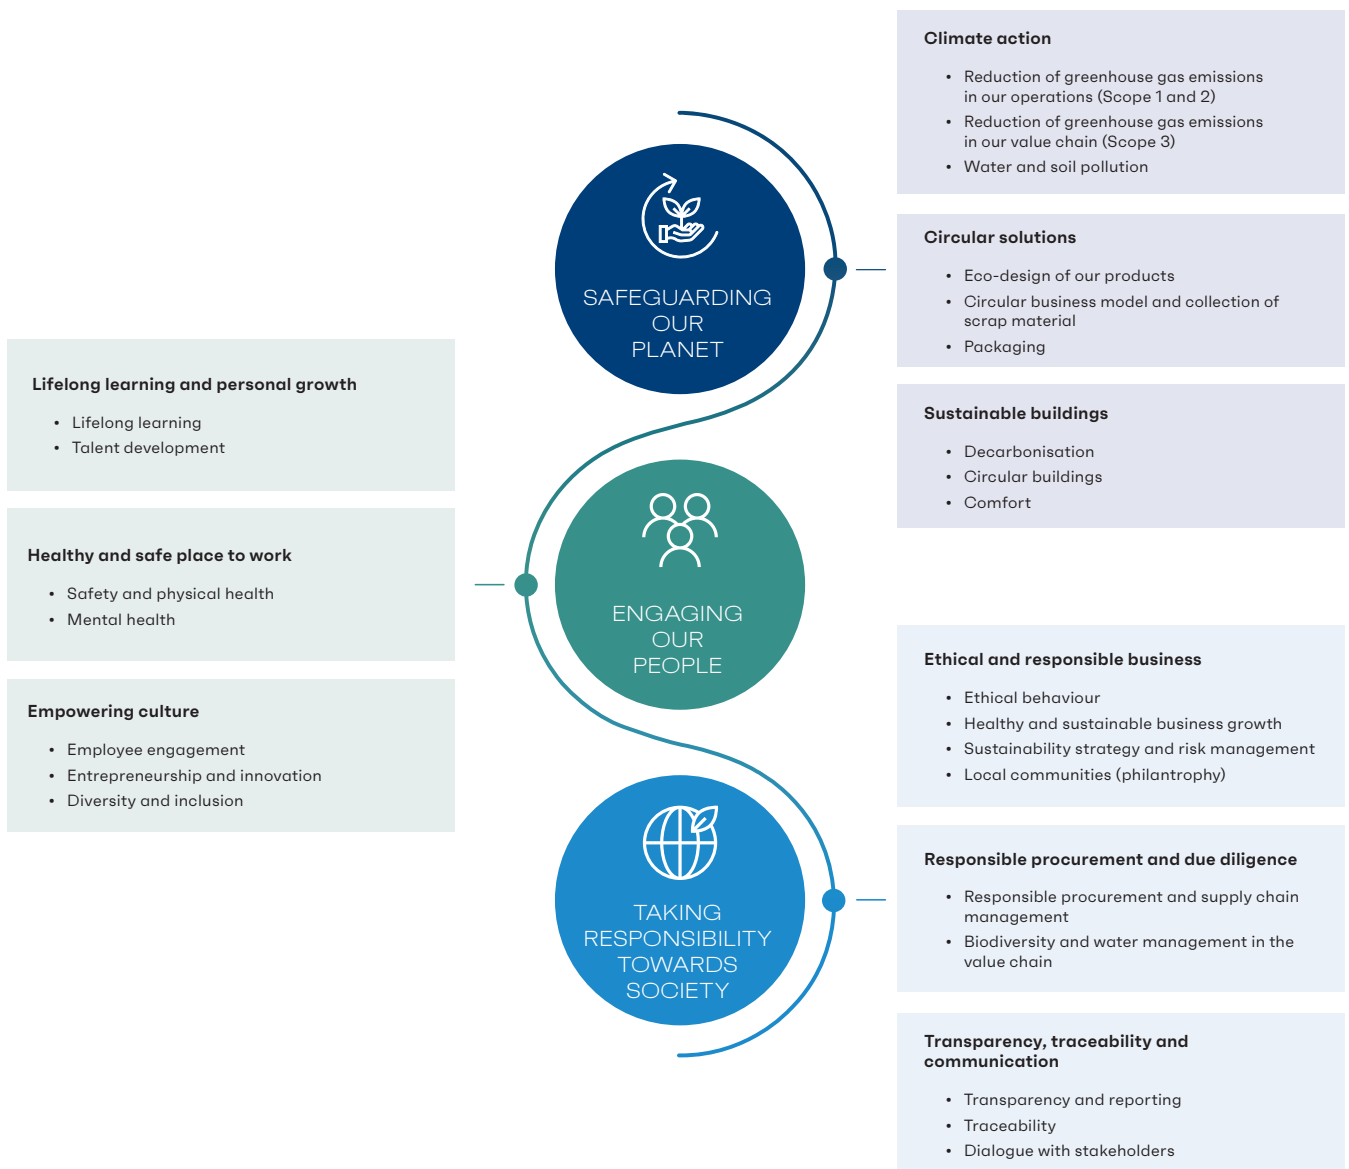 SAFEGUARDING
OUR
PLANET
Climate action
• Reduction of greenhouse gas emissions
in our operations (Scope 1 and 2)
• Reduction of greenhouse gas emissions
in our value chain (Scope 3)
• Water and soil pollution
Circular solutions
• Eco-design of our products
• Circular business model and collection of
scrap material
• Packaging
Sustainable buildings
• Decarbonisation
• Circular buildings
• Comfort
ENGAGING
OUR
PEOPLE
Lifelong learning and personal growth
• Lifelong learning
• Talent development
Healthy and safe place to work
• Safety and physical health
• Mental health
Empowering culture
• Employee engagement
• Entrepreneurship and innovation
• Diversity and inclusion
TAKING
RESPONSIBILITY
TOWARDS
SOCIETY
Ethical and responsible business
• Ethical behaviour
• Healthy and sustainable business growth
• Sustainability strategy and risk management
• Local communities (philantrophy)
Responsible procurement and due diligence
• Responsible procurement and supply chain
management
• Biodiversity and water management in the
value chain
Transparency, traceability and
communication
• Transparency and reporting
• Traceability
• Dialogue with stakeholders